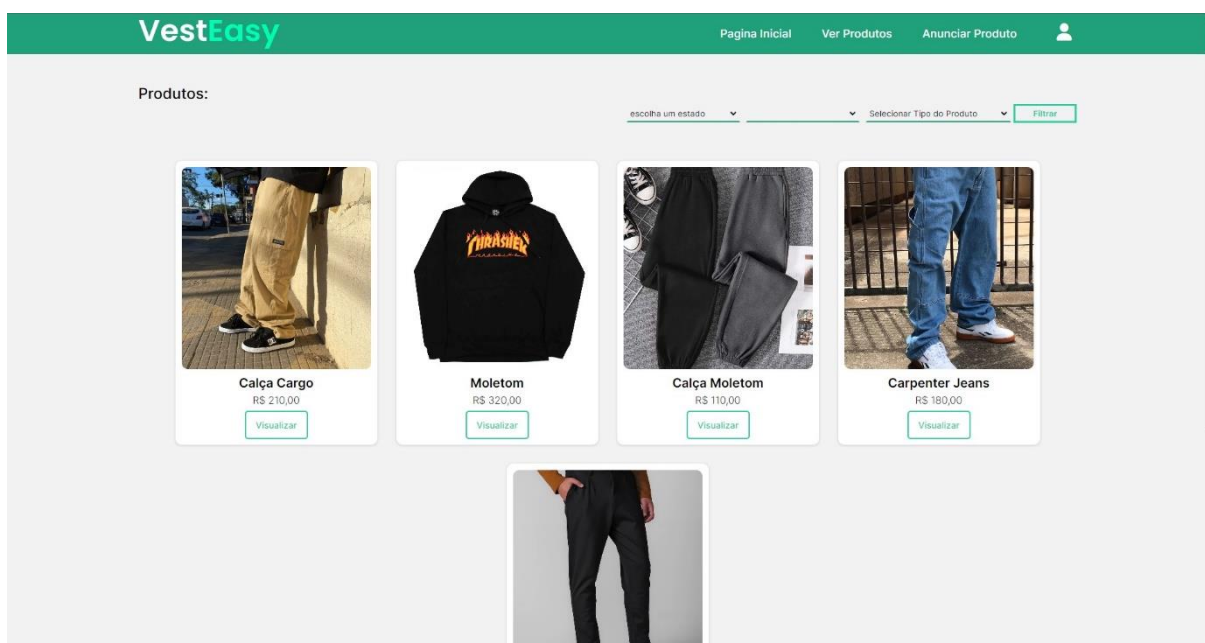 VestEasy
Pagina Inicial
Ver Produtos
Anunciar Produto
Produtos:
escolha um estado
Selecionar Tipo do Produto
Filtrar
THRASHER
MAGAZINE
Calça Cargo
R$ 210,00
Visualizar
Moletom
R$ 320,00
Visualizar
Calça Moletom
R$ 110,00
Visualizar
Carpenter Jeans
R$ 180,00
Visualizar